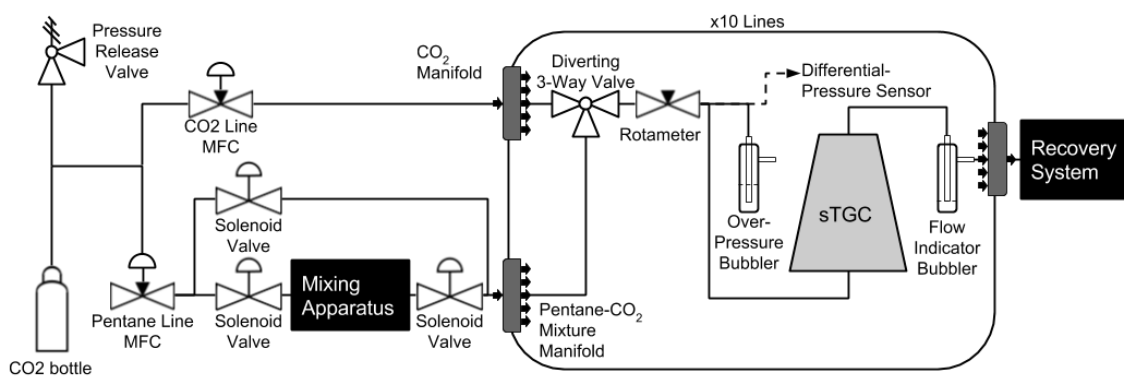 Pressure
Release
Valve
CO2 Line
MFC
CO₂
Manifold
x10 Lines
Diverting
3-Way Valve
Rotameter
Differential-
Pressure Sensor
Over-
Pressure
Bubbler
sTGC
Flow
Indicator
Bubbler
Recovery
System
Solenoid
Valve
Pentane Line
MFC
Solenoid
Valve
Mixing
Apparatus
Solenoid
Valve
Pentane-CO₂
Mixture
Manifold
CO2 bottle